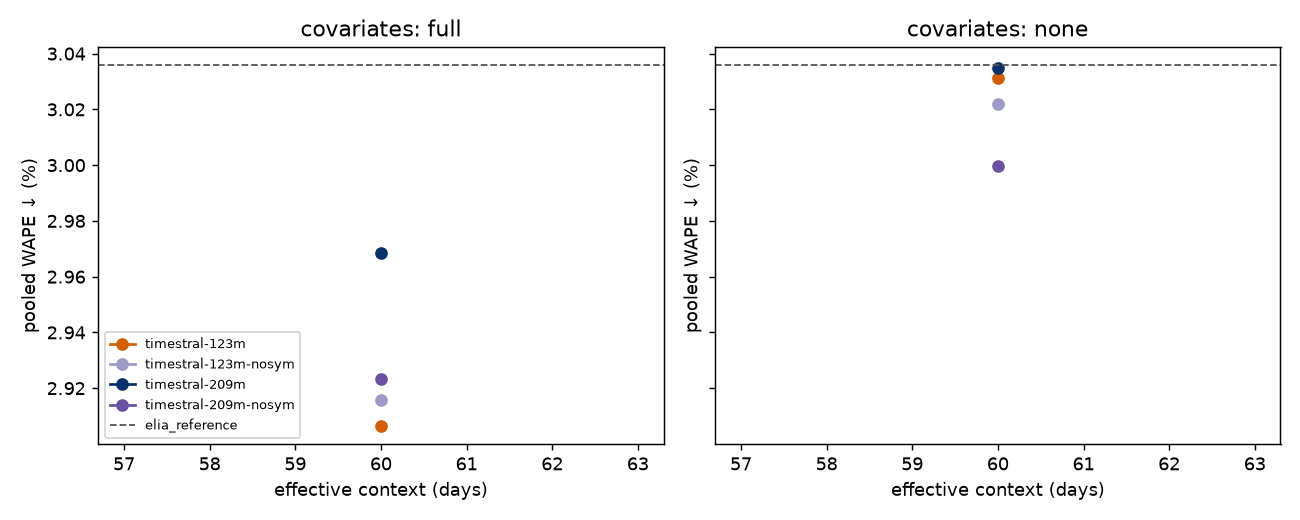 covariates: full
pooled WAPE ↓ (%)
3.04
3.02
3.00
2.98
2.96
2.94
2.92
timestral-123m
timestral-123m-nosym
timestral-209m
timestral-209m-nosym
elia_reference
57 58 59 60 61 62 63
effective context (days)
covariates: none
pooled WAPE ↓ (%)
57 58 59 60 61 62 63
effective context (days)